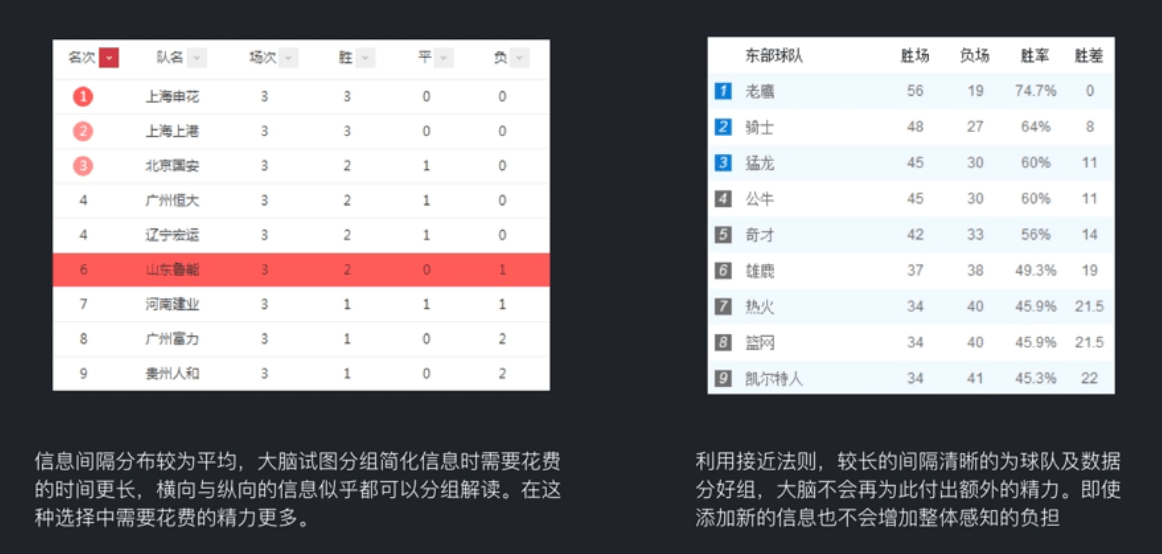 名次 队名 场次 胜 平 负
1 上海申花 3 3 0 0
2 上海上港 3 3 0 0
3 北京国安 3 2 1 0
4 广州恒大 3 2 1 0
4 辽宁宏运 3 2 1 0
6 山东鲁能 3 2 0 1
7 河南建业 3 1 1 1
8 广州富力 3 1 0 2
9 贵州人和 3 1 0 2
信息间隔分布较为平均，大脑试图分组简化信息时需要花费
的时间更长，横向与纵向的信息似乎都可以分组解读。在这
种选择中需要花费的精力更多。
东部球队 胜场 负场 胜率 胜差
1 老鹰 56 19 74.7% 0
2 骑士 48 27 64% 8
3 猛龙 45 30 60% 11
4 公牛 45 30 60% 11
5 奇才 42 33 56% 14
6 雄鹿 37 38 49.3% 19
7 热火 34 40 45.9% 21.5
8 篮网 34 40 45.9% 21.5
9 凯尔特人 34 41 45.3% 22
利用接近法则，较长的间隔清晰的为球队及数据
分好组，大脑不会再为此付出额外的精力。即使
添加新的信息也不会增加整体感知的负担